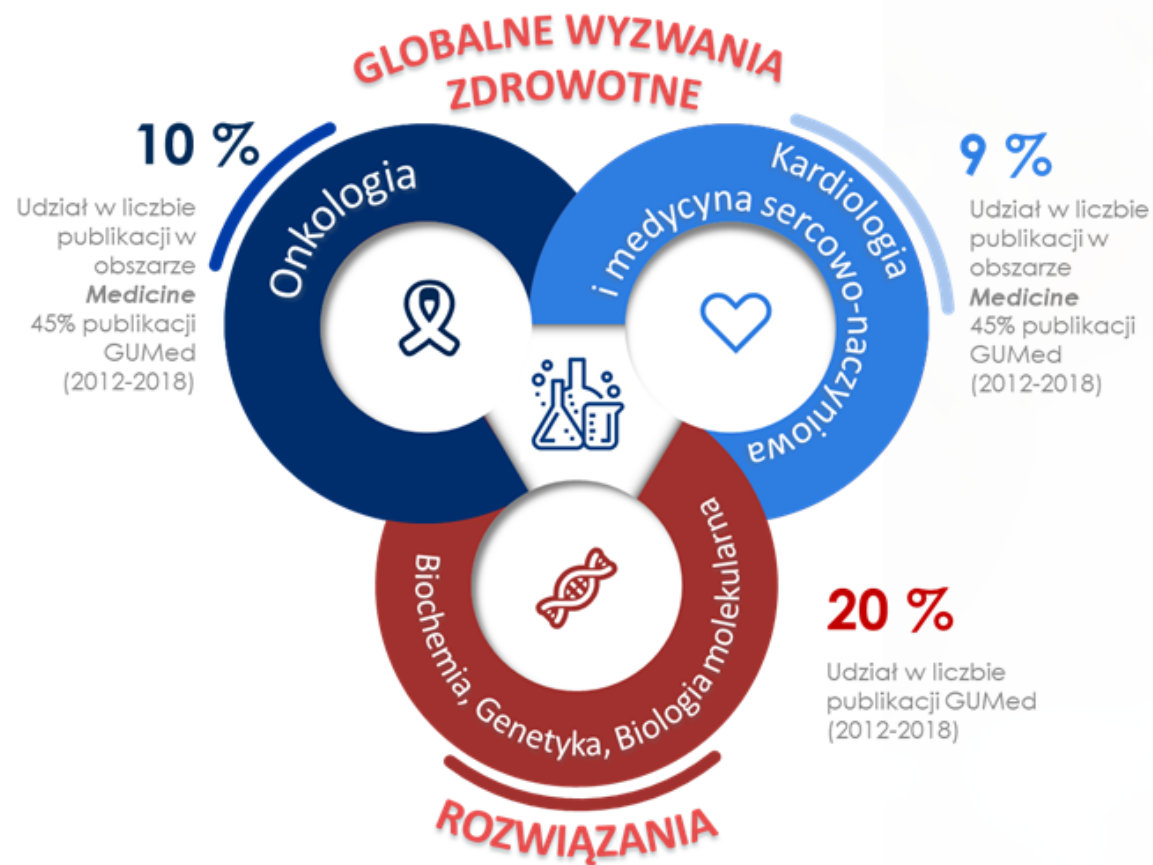 GLOBALNE WYZWANIA
ZDROWOTNE
10 %
Udział w liczbie
publikacji w
obszarze
Medicine
45% publikacji
GUMed
(2012-2018)
Onkologia
Kardiologia
i medycyna sercowo-naczyniowa
9 %
Udział w liczbie
publikacji w
obszarze
Medicine
45% publikacji
GUMed
(2012-2018)
Biochemia, Genetyka, Biologia molekularna
20 %
Udział w liczbie
publikacji GUMed
(2012-2018)
ROZWIĄZANIA